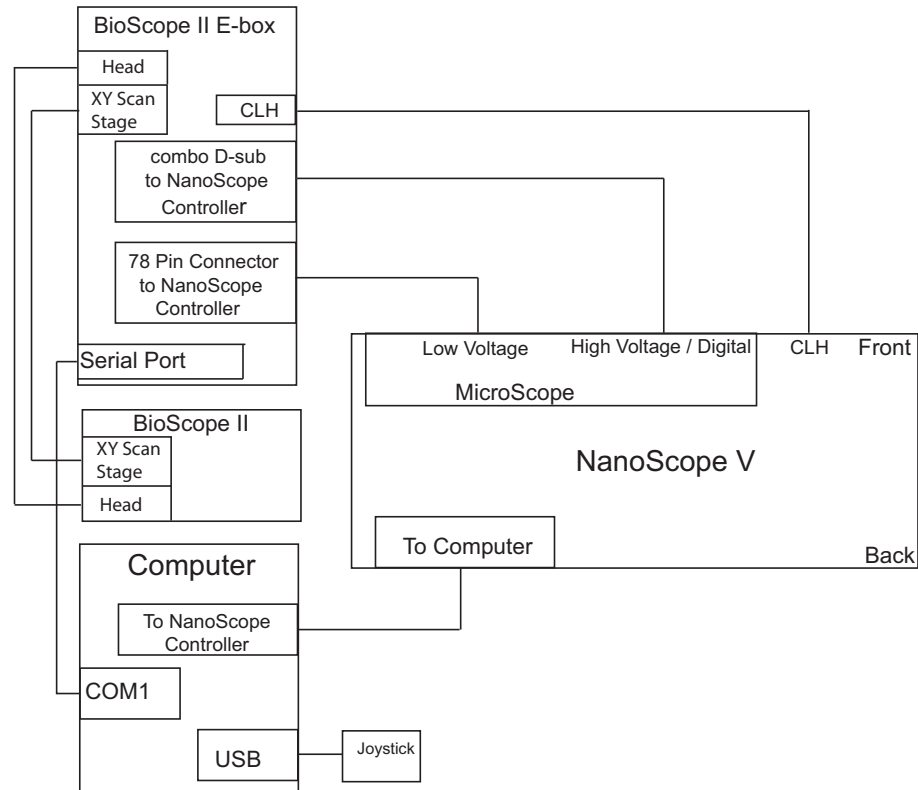 BioScope II E-box
Head
XY Scan
Stage
CLH
combo D-sub
to NanoScope
Controller
78 Pin Connector
to NanoScope
Controller
Serial Port
Low Voltage
High Voltage / Digital
CLH
Front
MicroScope
BioScope II
XY Scan
Stage
Head
NanoScope V
To Computer
Back
Computer
To NanoScope
Controller
COM1
USB
Joystick